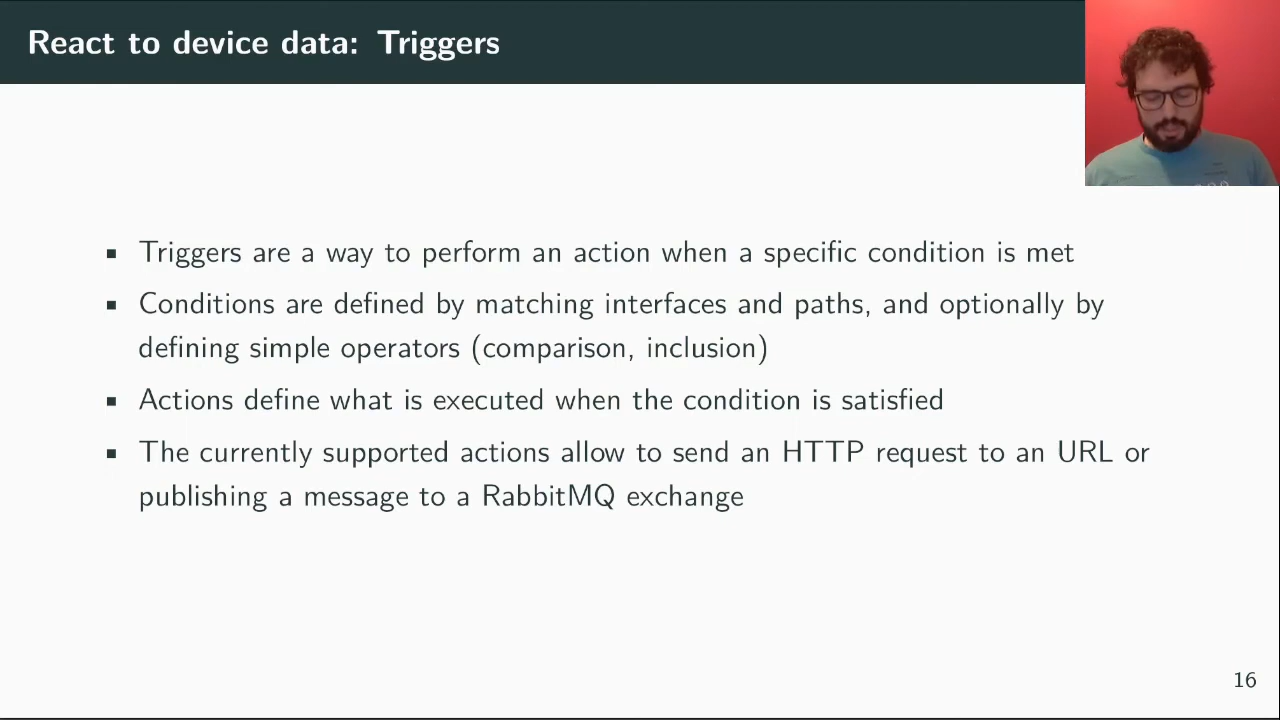 React to device data: Triggers
▪ Triggers are a way to perform an action when a specific condition is met
▪ Conditions are defined by matching interfaces and paths, and optionally by
defining simple operators (comparison, inclusion)
▪ Actions define what is executed when the condition is satisfied
▪ The currently supported actions allow to send an HTTP request to an URL or
publishing a message to a RabbitMQ exchange
16